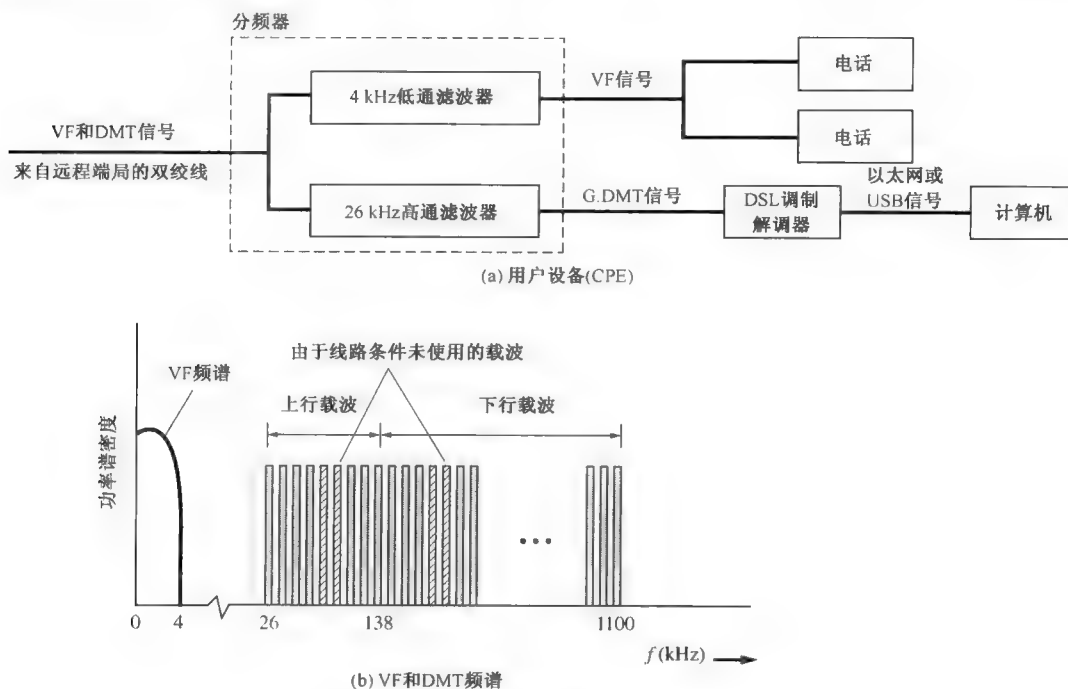 分频器
4 kHz低通滤波器
VF信号
电话
电话
VF和DMT信号
来自远程端局的双绞线
26 kHz高通滤波器
G.DMT信号
DSL调制
解调器
以太网或
USB信号
计算机
(a) 用户设备(CPE)
由于线路条件未使用的载波
VF频谱
上行载波
下行载波
功率谱密度
0
4
26
138
1100
f(kHz)
(b) VF和DMT频谱